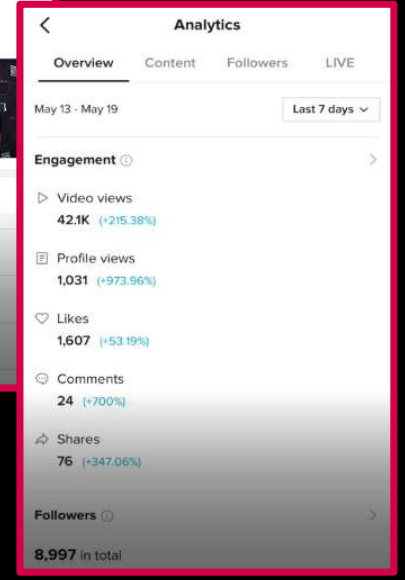 Analytics
Overview Content Followers LIVE
May 13 - May 19 Last 7 days
Engagement
Video views
42.1K (+215.38%)
Profile views
1,031 (+973.96%)
Likes
1,607 (+53.19%)
Comments
24 (+700%)
Shares
76 (+347.06%)
Followers
8,997 in total